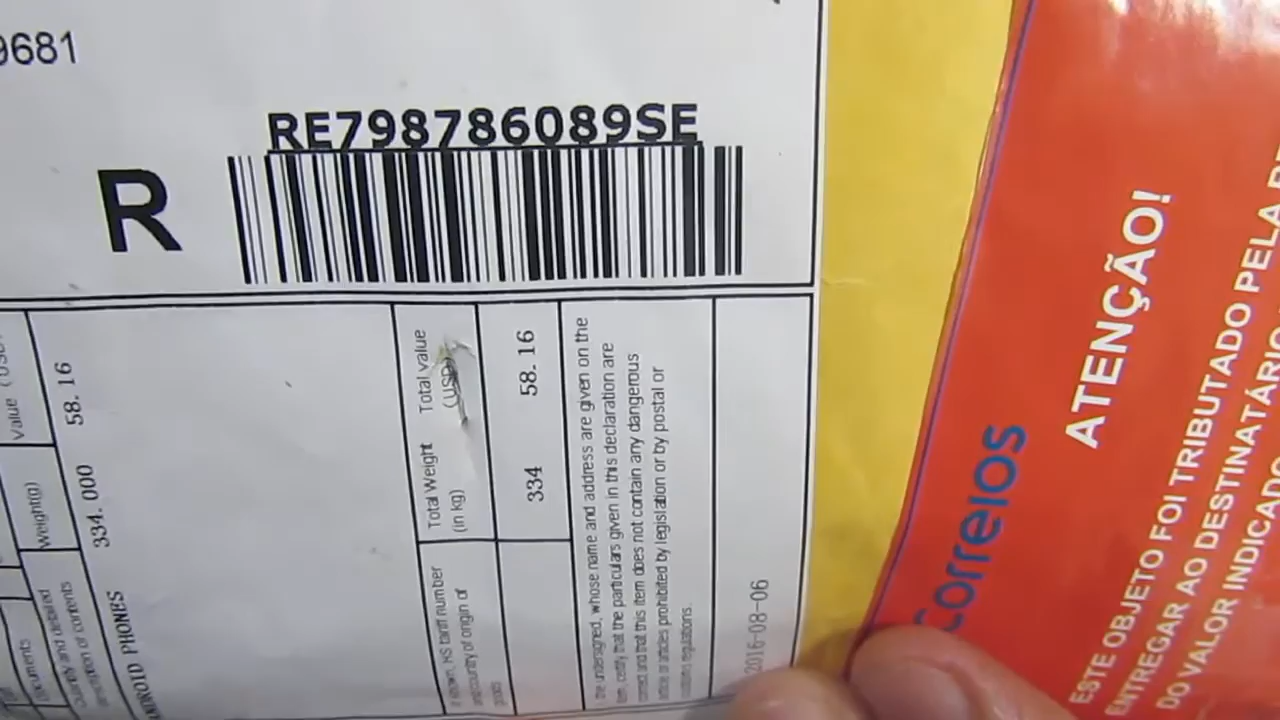 9681
RE798786089SE
R
Value
58.16
Weight(g)
334.000
Quantity and detailed
description of contents
ANDROID PHONES
Total value
(USD)
Total Weight
(in kg)
58.16
334
HS tariff number
and country of origin of
goods
the undersigned, whose name and address are given on the
item, certify that the particulars given in this declaration are
correct and that this item does not contain any dangerous
article or articles prohibited by legislation or by postal or
customs regulations.
2016-08-06
Correios
ATENÇÃO!
ESTE OBJETO FOI TRIBUTADO PELA
ENTREGAR AO DESTINATÁRIO
DO VALOR INDICADO